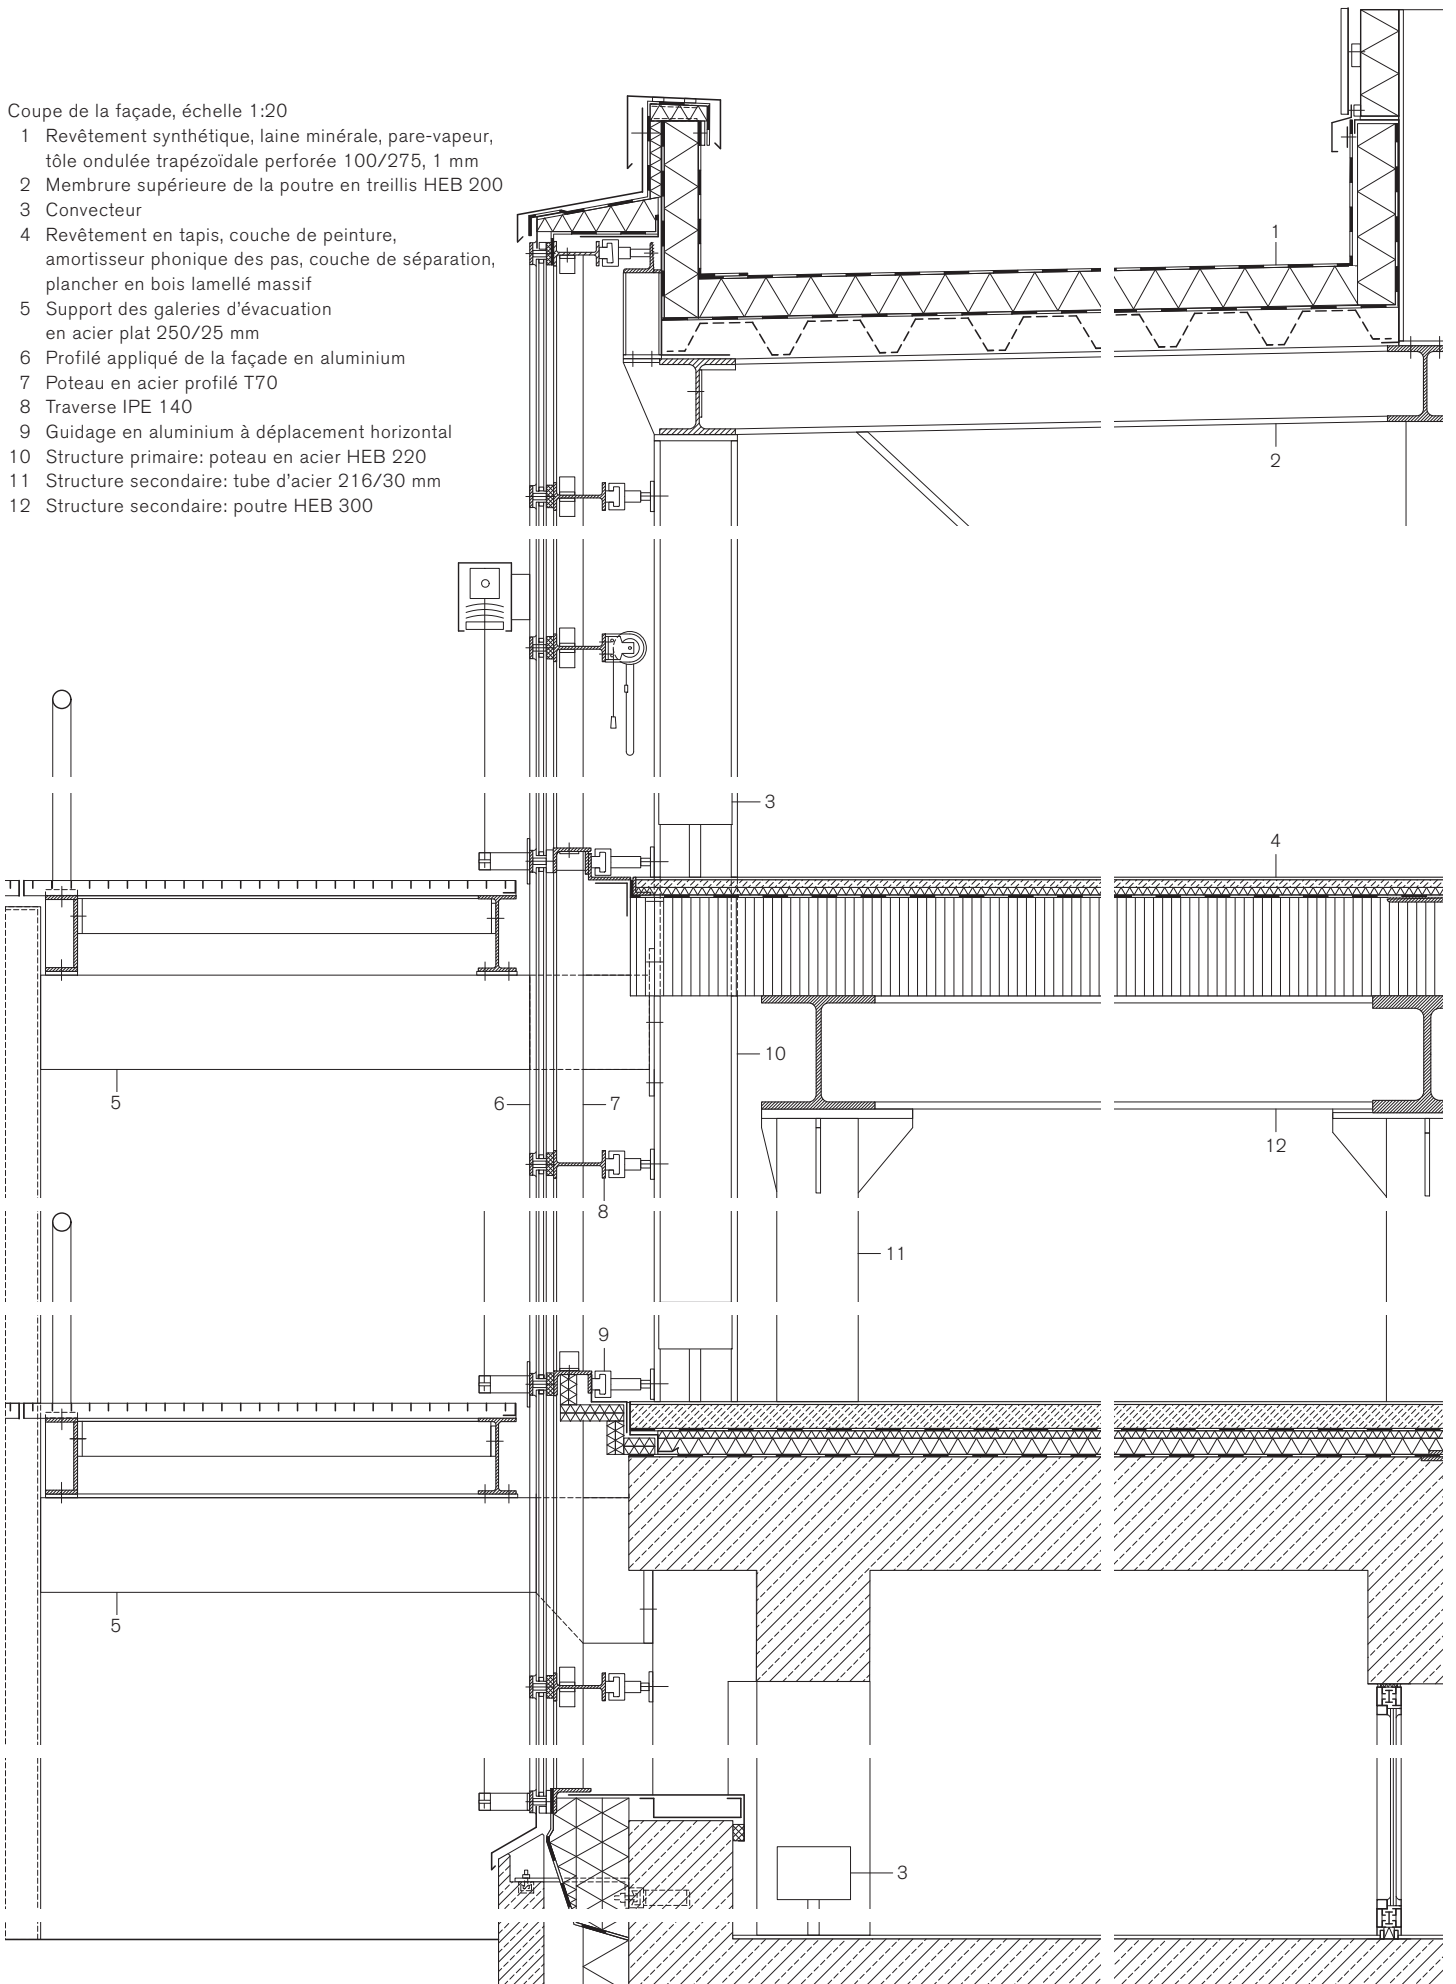 Coupe de la façade, échelle 1:20
1 Revêtement synthétique, laine minérale, pare-vapeur,
tôle ondulée trapézoïdale perforée 100/275, 1 mm
2 Membrure supérieure de la poutre en treillis HEB 200
3 Convecteur
4 Revêtement en tapis, couche de peinture,
amortisseur phonique des pas, couche de séparation,
plancher en bois lamellé massif
5 Support des galeries d'évacuation
en acier plat 250/25 mm
6 Profilé appliqué de la façade en aluminium
7 Poteau en acier profilé T70
8 Traverse IPE 140
9 Guidage en aluminium à déplacement horizontal
10 Structure primaire: poteau en acier HEB 220
11 Structure secondaire: tube d'acier 216/30 mm
12 Structure secondaire: poutre HEB 300
1
2
3
4
10
5
6
7
12
8
11
9
5
3